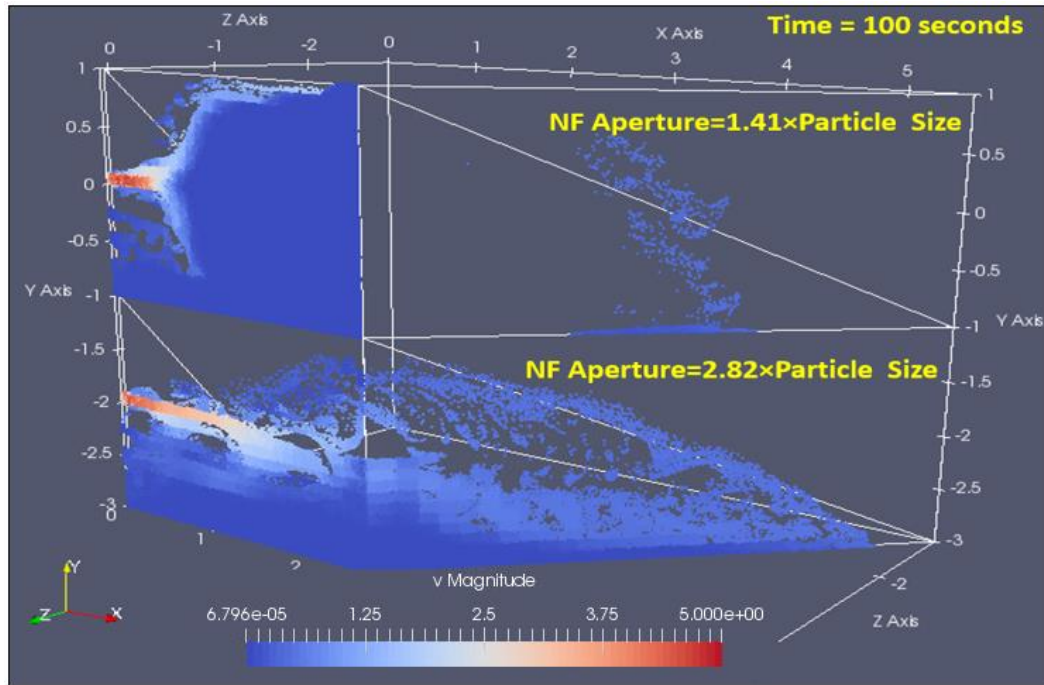 Z Axis
X Axis
Time = 100 seconds
0 -1 -2 0 1 2 3 4 5
1 1
NF Aperture=1.41×Particle Size
0.5 0.5
0 0
-0.5 -0.5
Y Axis -1 -1 Y Axis
NF Aperture=2.82×Particle Size
-1.5 -1.5
-2 -2
-2.5 -2.5
-3 -3
0
1
2
-2
Z Axis
v Magnitude
6.796e-05 1.25 2.5 3.75 5.000e+00
Y
Z X